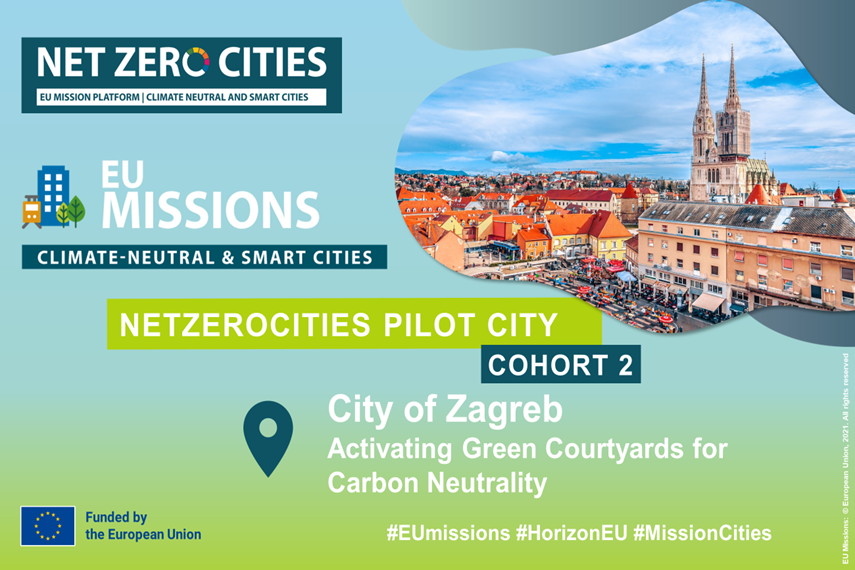 NET ZERO CITIES
EU MISSION PLATFORM | CLIMATE NEUTRAL AND SMART CITIES
EU
MISSIONS
CLIMATE-NEUTRAL & SMART CITIES
NETZEROCITIES PILOT CITY
COHORT 2
City of Zagreb
Activating Green Courtyards for
Carbon Neutrality
Funded by
the European Union
#EUmissions #HorizonEU #MissionCities
EU Missions: © European Union, 2021. All rights reserved